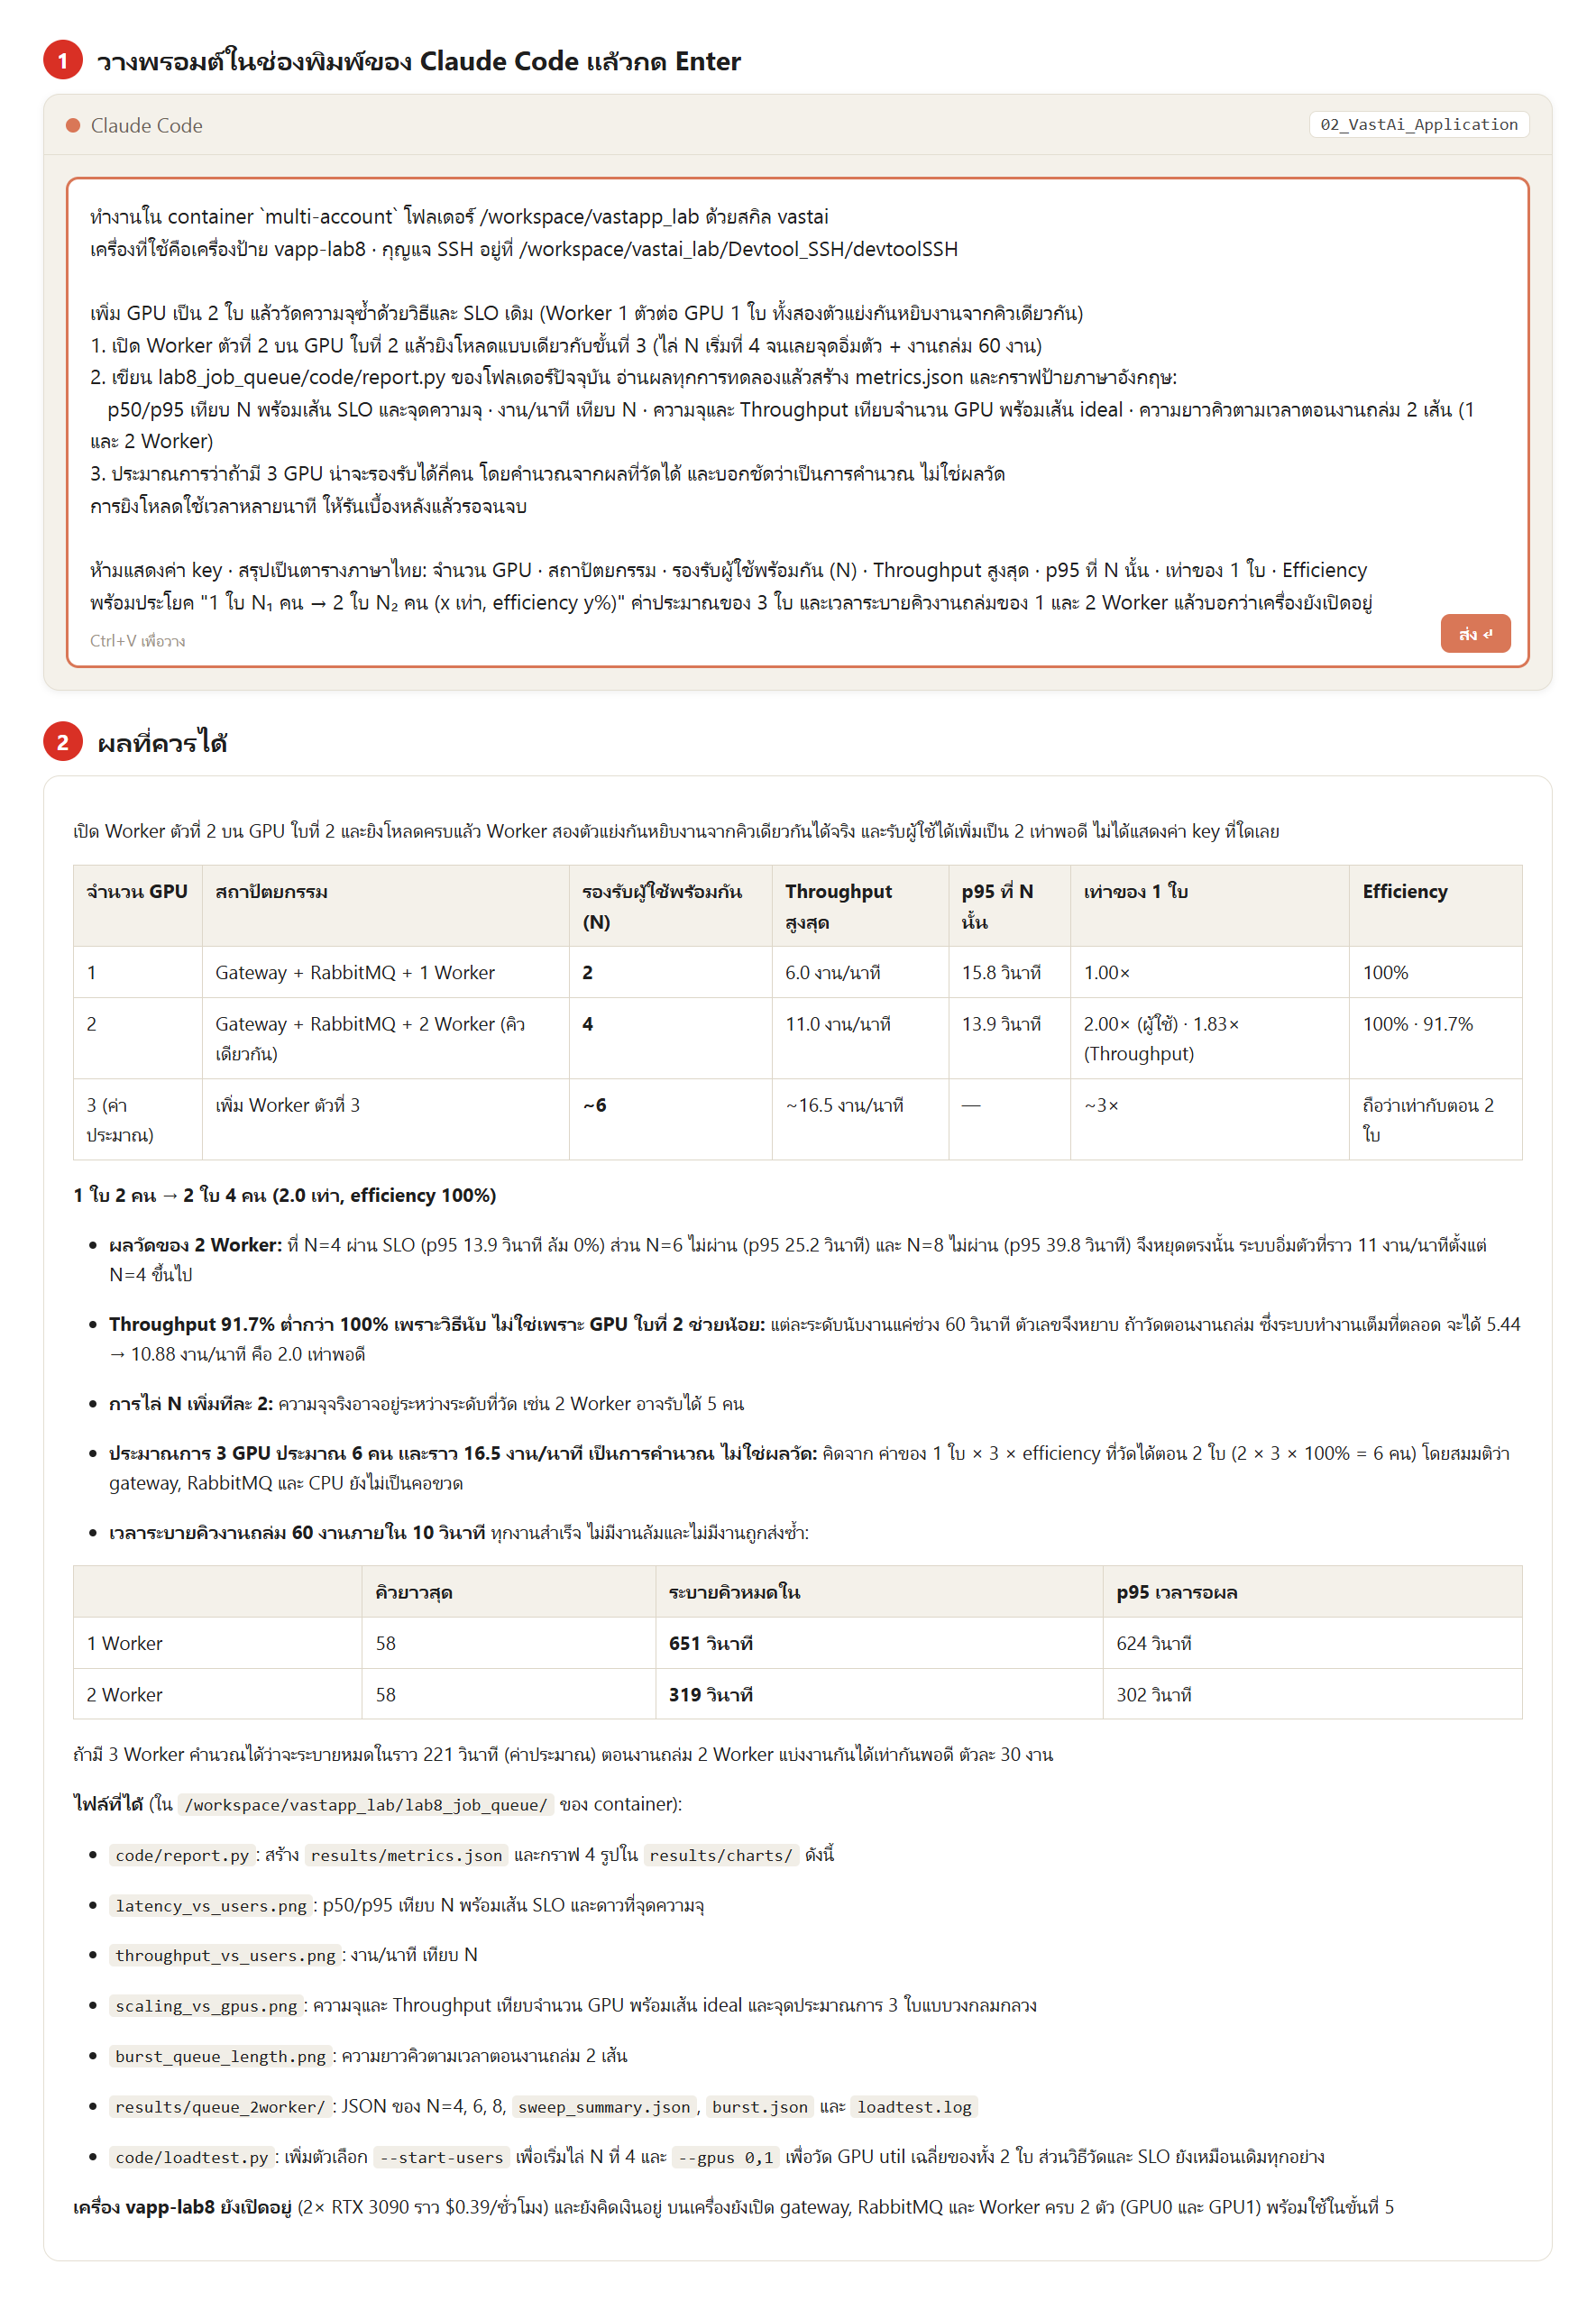 1 วางพรอมต์ในช่องพิมพ์ของ Claude Code แล้วกด Enter
Claude Code
02_VastAi_Application
ทำงานใน container `multi-account` โฟลเดอร์ /workspace/vastapp_lab ด้วยสกิล vastai
เครื่องที่ใช้คือเครื่องป้าย vapp-lab8 · กุญแจ SSH อยู่ที่ /workspace/vastai_lab/Devtool_SSH/devtoolSSH
เพิ่ม GPU เป็น 2 ใบ แล้ววัดความจุซ้ำด้วยวิธีและ SLO เดิม (Worker 1 ตัวต่อ GPU 1 ใบ ทั้งสองตัวแย่งกันหยิบงานจากคิวเดียวกัน)
1. เปิด Worker ตัวที่ 2 บน GPU ใบที่ 2 แล้วยิงโหลดแบบเดียวกับขั้นที่ 3 (ไล่ N เริ่มที่ 4 จนเลยจุดอิ่มตัว + งานถล่ม 60 งาน)
2. เขียน lab8_job_queue/code/report.py ของโฟลเดอร์ปัจจุบัน อ่านผลทุกการทดลองแล้วสร้าง metrics.json และกราฟป้ายภาษาอังกฤษ:
p50/p95 เทียบ N พร้อมเส้น SLO และจุดความจุ · งาน/นาที เทียบ N · ความจุและ Throughput เทียบจำนวน GPU พร้อมเส้น ideal · ความยาวคิวตามเวลาตอนงานถล่ม 2 เส้น (1
และ 2 Worker)
3. ประมาณการว่าถ้ามี 3 GPU น่าจะรองรับได้กี่คน โดยคำนวณจากผลที่วัดได้ และบอกชัดว่าเป็นการคำนวณ ไม่ใช่ผลวัด
การยิงโหลดใช้เวลาหลายนาที ให้รันเบื้องหลังแล้วรอจนจบ
ห้ามแสดงค่า key · สรุปเป็นตารางภาษาไทย: จำนวน GPU · สถาปัตยกรรม · รองรับผู้ใช้พร้อมกัน (N) · Throughput สูงสุด · p95 ที่ N นั้น · เท่าของ 1 ใบ · Efficiency
พร้อมประโยค "1 ใบ N₁ คน → 2 ใบ N₂ คน (x เท่า, efficiency y%)" ค่าประมาณของ 3 ใบ และเวลาระบายคิวงานถล่มของ 1 และ 2 Worker แล้วบอกว่าเครื่องยังเปิดอยู่
Ctrl+V เพื่อวาง
ส่ง ↵
2 ผลที่ควรได้
เปิด Worker ตัวที่ 2 บน GPU ใบที่ 2 และยิงโหลดครบแล้ว Worker สองตัวแย่งกันหยิบงานจากคิวเดียวกันได้จริง และรับผู้ใช้ได้เพิ่มเป็น 2 เท่าพอดี ไม่ได้แสดงค่า key ที่ใดเลย
จำนวน GPU สถาปัตยกรรม รองรับผู้ใช้พร้อมกัน (N) Throughput สูงสุด p95 ที่ N นั้น เท่าของ 1 ใบ Efficiency
1 Gateway + RabbitMQ + 1 Worker 2 6.0 งาน/นาที 15.8 วินาที 1.00× 100%
2 Gateway + RabbitMQ + 2 Worker (คิวเดียวกัน) 4 11.0 งาน/นาที 13.9 วินาที 2.00× (ผู้ใช้) · 1.83× (Throughput) 100% · 91.7%
3 (ค่าประมาณ) เพิ่ม Worker ตัวที่ 3 ~6 ~16.5 งาน/นาที — ~3× ถือว่าเท่ากับตอน 2 ใบ
1 ใบ 2 คน → 2 ใบ 4 คน (2.0 เท่า, efficiency 100%)
• ผลวัดของ 2 Worker: ที่ N=4 ผ่าน SLO (p95 13.9 วินาที ล้ม 0%) ส่วน N=6 ไม่ผ่าน (p95 25.2 วินาที) และ N=8 ไม่ผ่าน (p95 39.8 วินาที) จึงหยุดตรงนั้น ระบบอิ่มตัวที่ราว 11 งาน/นาทีตั้งแต่
N=4 ขึ้นไป
• Throughput 91.7% ต่ำกว่า 100% เพราะวิธีนับ ไม่ใช่เพราะ GPU ใบที่ 2 ช่วยน้อย: แต่ละระดับนับงานแค่ช่วง 60 วินาที ตัวเลขจึงหยาบ ถ้าวัดตอนงานถล่ม ซึ่งระบบทำงานเต็มที่ตลอด จะได้ 5.44
→ 10.88 งาน/นาที คือ 2.0 เท่าพอดี
• การไล่ N เพิ่มทีละ 2: ความจุจริงอาจอยู่ระหว่างระดับที่วัด เช่น 2 Worker อาจรับได้ 5 คน
• ประมาณการ 3 GPU ประมาณ 6 คน และราว 16.5 งาน/นาที เป็นการคำนวณ ไม่ใช่ผลวัด: คิดจาก ค่าของ 1 ใบ × 3 × efficiency ที่วัดได้ตอน 2 ใบ (2 × 3 × 100% = 6 คน) โดยสมมติว่า
gateway, RabbitMQ และ CPU ยังไม่เป็นคอขวด
• เวลาระบายคิวงานถล่ม 60 งานภายใน 10 วินาที ทุกงานสำเร็จ ไม่มีงานล้มและไม่มีงานถูกส่งซ้ำ:
คิวยาวสุด ระบายคิวหมดใน p95 เวลารอผล
1 Worker 58 651 วินาที 624 วินาที
2 Worker 58 319 วินาที 302 วินาที
ถ้ามี 3 Worker คำนวณได้ว่าจะระบายหมดในราว 221 วินาที (ค่าประมาณ) ตอนงานถล่ม 2 Worker แบ่งงานกันได้เท่ากันพอดี ตัวละ 30 งาน
ไฟล์ที่ได้ (ใน /workspace/vastapp_lab/lab8_job_queue/ ของ container):
• code/report.py: สร้าง results/metrics.json และกราฟ 4 รูปใน results/charts/ ดังนี้
• latency_vs_users.png: p50/p95 เทียบ N พร้อมเส้น SLO และดาวที่จุดความจุ
• throughput_vs_users.png: งาน/นาที เทียบ N
• scaling_vs_gpus.png: ความจุและ Throughput เทียบจำนวน GPU พร้อมเส้น ideal และจุดประมาณการ 3 ใบแบบวงกลมกลวง
• burst_queue_length.png: ความยาวคิวตามเวลาตอนงานถล่ม 2 เส้น
• results/queue_2worker/: JSON ของ N=4, 6, 8, sweep_summary.json, burst.json และ loadtest.log
• code/loadtest.py: เพิ่มตัวเลือก --start-users เพื่อเริ่มไล่ N ที่ 4 และ --gpus 0,1 เพื่อวัด GPU util เฉลี่ยของทั้ง 2 ใบ ส่วนวิธีวัดและ SLO ยังเหมือนเดิมทุกอย่าง
เครื่อง vapp-lab8 ยังเปิดอยู่ (2× RTX 3090 ราว $0.39/ชั่วโมง) และยังคิดเงินอยู่ บนเครื่องยังเปิด gateway, RabbitMQ และ Worker ครบ 2 ตัว (GPU0 และ GPU1) พร้อมใช้ในขั้นที่ 5